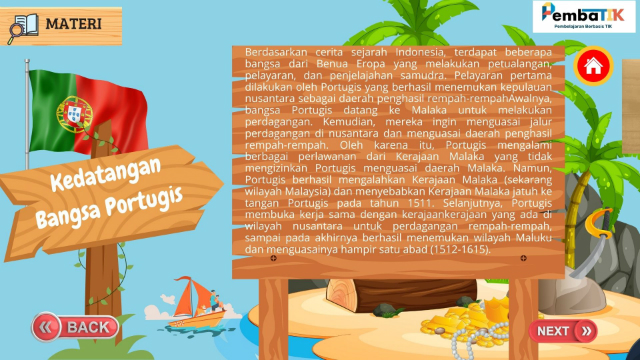 MATERI
PembaTIK
Pembelajaran Berbasis TIK
Berdasarkan cerita sejarah Indonesia, terdapat beberapa
bangsa dari Benua Eropa yang melakukan petualangan,
pelayaran, dan penjelajahan samudra. Pelayaran pertama
dilakukan oleh Portugis yang berhasil menemukan kepulauan
nusantara sebagai daerah penghasil rempah-rempahAwalnya,
bangsa Portugis datang ke Malaka untuk melakukan
perdagangan. Kemudian, mereka ingin menguasai jalur
perdagangan di nusantara dan menguasai daerah penghasil
rempah-rempah. Oleh karena itu, Portugis mengalami
berbagai perlawanan dari Kerajaan Malaka yang tidak
mengizinkan Portugis menguasai daerah Malaka. Namun,
Portugis berhasil mengalahkan Kerajaan Malaka (sekarang
wilayah Malaysia) dan menyebabkan Kerajaan Malaka jatuh ke
tangan Portugis pada tahun 1511. Selanjutnya, Portugis
membuka kerja sama dengan kerajaankerajaan yang ada di
wilayah nusantara untuk perdagangan rempah-rempah,
sampai pada akhirnya berhasil menemukan wilayah Maluku
dan menguasainya hampir satu abad (1512-1615).
Kedatangan
Bangsa Portugis
BACK
NEXT